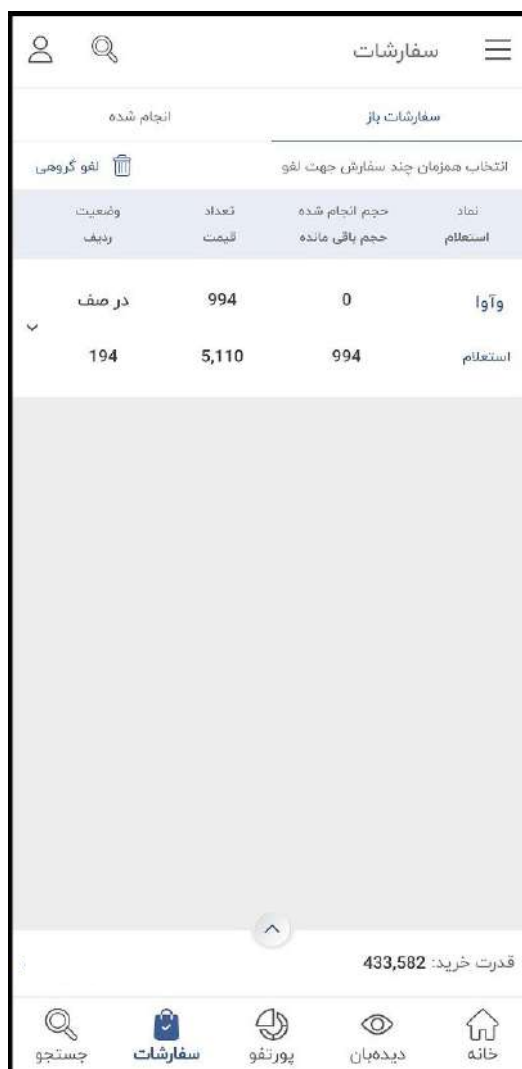 سفارشات
سفارشات باز
انجام شده
انتخاب همزمان چند سفارش جهت لغو
لغو گروهی
نماد حجم انجام شده تعداد وضعیت
استعلام حجم باقی مانده قیمت ردیف
وآوا 0 994 در صف
استعلام 994 5,110 194
قدرت خرید: 433,582
خانه دیده‌بان پورتفو سفارشات جستجو